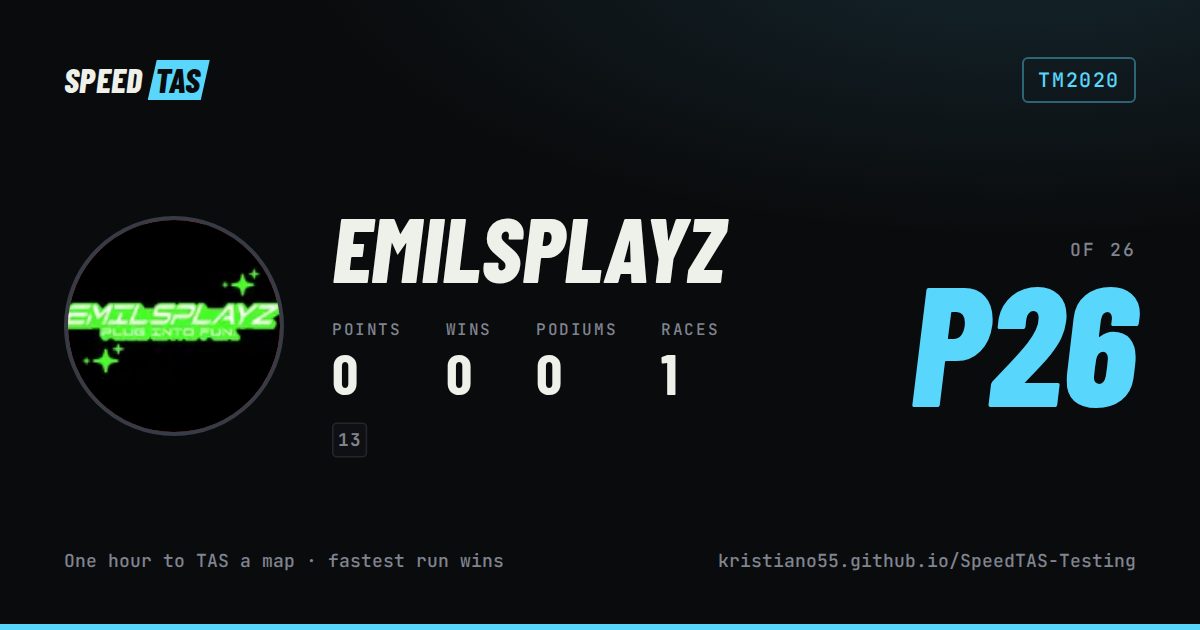 SPEED TAS
TM2020
EMILSPLAYZ
PLUG INTO FUN
EMILSPLAYZ
POINTS WINS PODIUMS RACES
0 0 0 1
13
OF 26
P26
One hour to TAS a map · fastest run wins
kristiano55.github.io/SpeedTAS-Testing